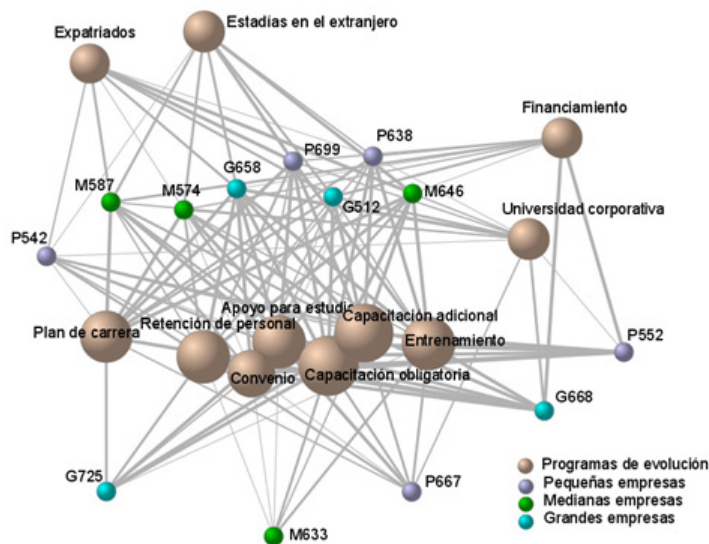 Estadías en el extranjero
Expatriados
Financiamiento
P638
P699
G658
M587
M574
M646
G512
Universidad corporativa
P542
Apoyo para estudio
Capacitación adicional
Plan de carrera
Retención de personal
Entrenamiento
P552
Convenio
Capacitación obligatoria
G668
G725
P667
M633
Programas de evolución
Pequeñas empresas
Medianas empresas
Grandes empresas